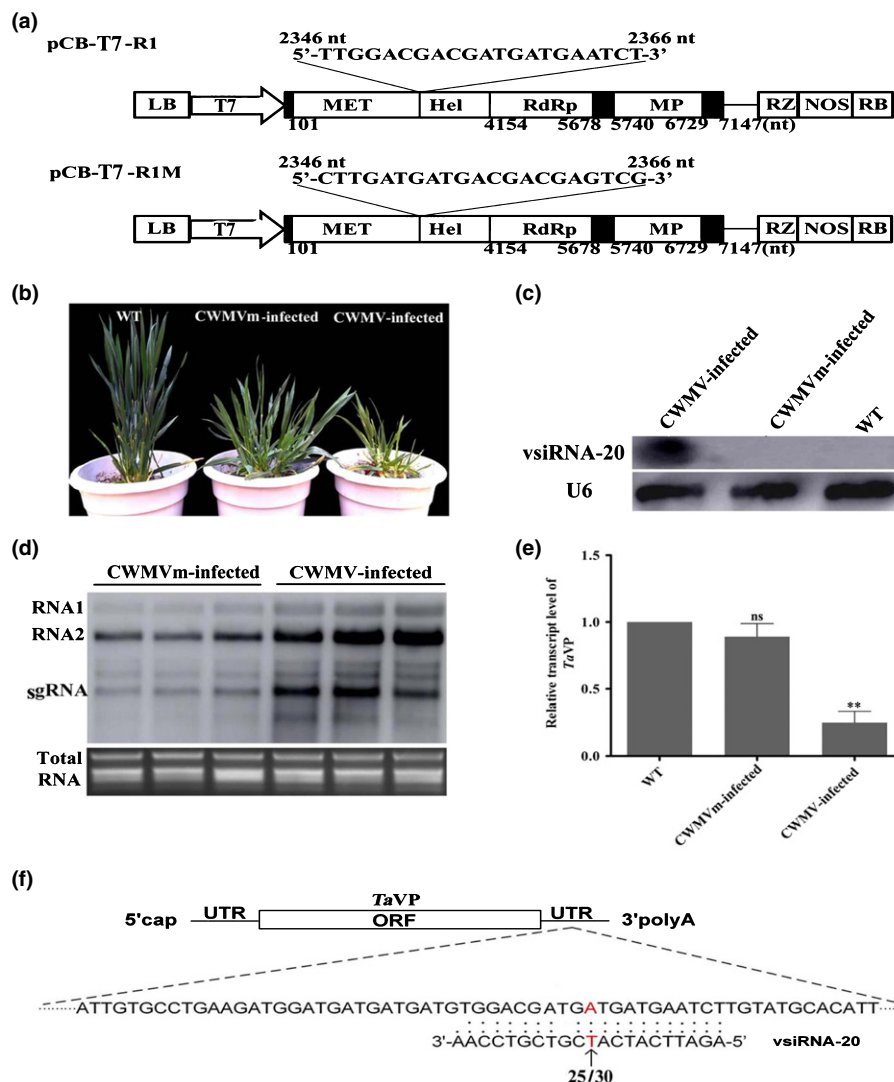 (a)
pCB-T7-R1
2346 nt 2366 nt
5'-TTGGACGACGATGATGAATCT-3'
LB T7 MET Hel RdRp MP RZ NOS RB
101 4154 5678 5740 6729 7147(nt)
pCB-T7-R1M
2346 nt 2366 nt
5'-CTTGATGATGACGACGAGTCG-3'
LB T7 MET Hel RdRp MP RZ NOS RB
101 4154 5678 5740 6729 7147(nt)
(b)
WT CWMVm-infected CWMV-infected
(c)
CWMV-infected CWMVm-infected WT
vsiRNA-20
U6
(d)
CWMVm-infected CWMV-infected
RNA1
RNA2
sgRNA
Total
RNA
(e)
Relative transcript level of
TaVP
1.5
1.0
0.5
0.0
ns
**
WT
CWMVm-infected
CWMV-infected
(f)
TaVP
5'cap UTR ORF UTR 3'polyA
ATTGTGCCTGAAGATGGATGATGATGATGTGGACGATGATGATGAATCTTGTATGCACATT
3'-AACCTGCTGCTACTACTTAGA-5' vsiRNA-20
25/30